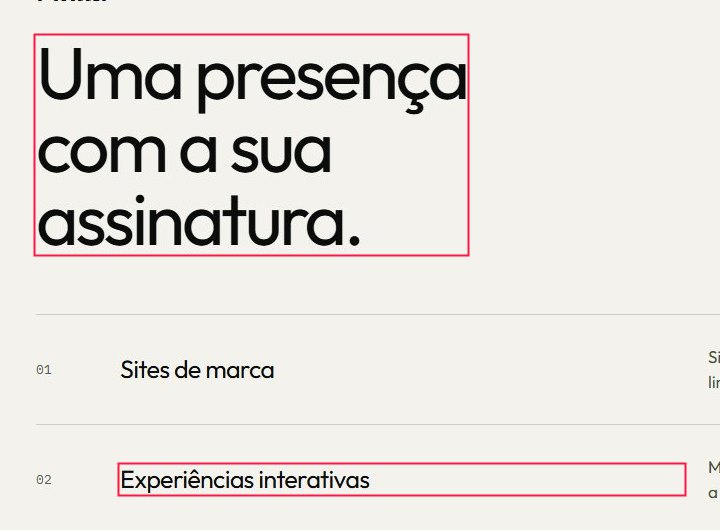 Uma presença
com a sua
assinatura.
01
Sites de marca
02
Experiências interativas